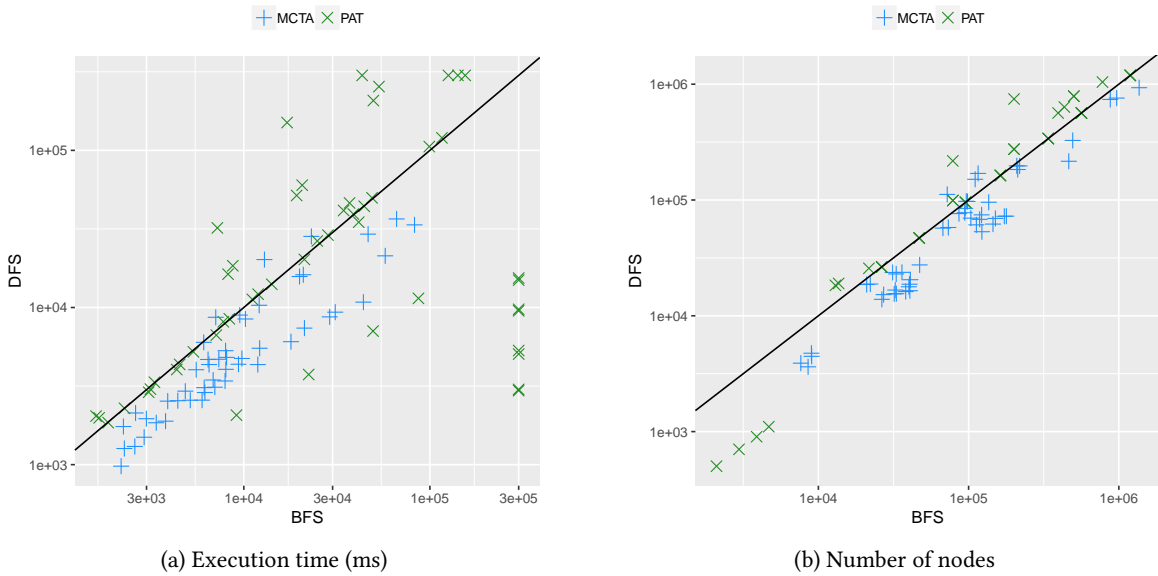 MCTA PAT
1e+05
1e+04
1e+03
DFS
3e+03 1e+04 3e+04 1e+05 3e+05
BFS
(a) Execution time (ms)
MCTA PAT
1e+06
1e+05
1e+04
1e+03
DFS
1e+04 1e+05 1e+06
BFS
(b) Number of nodes